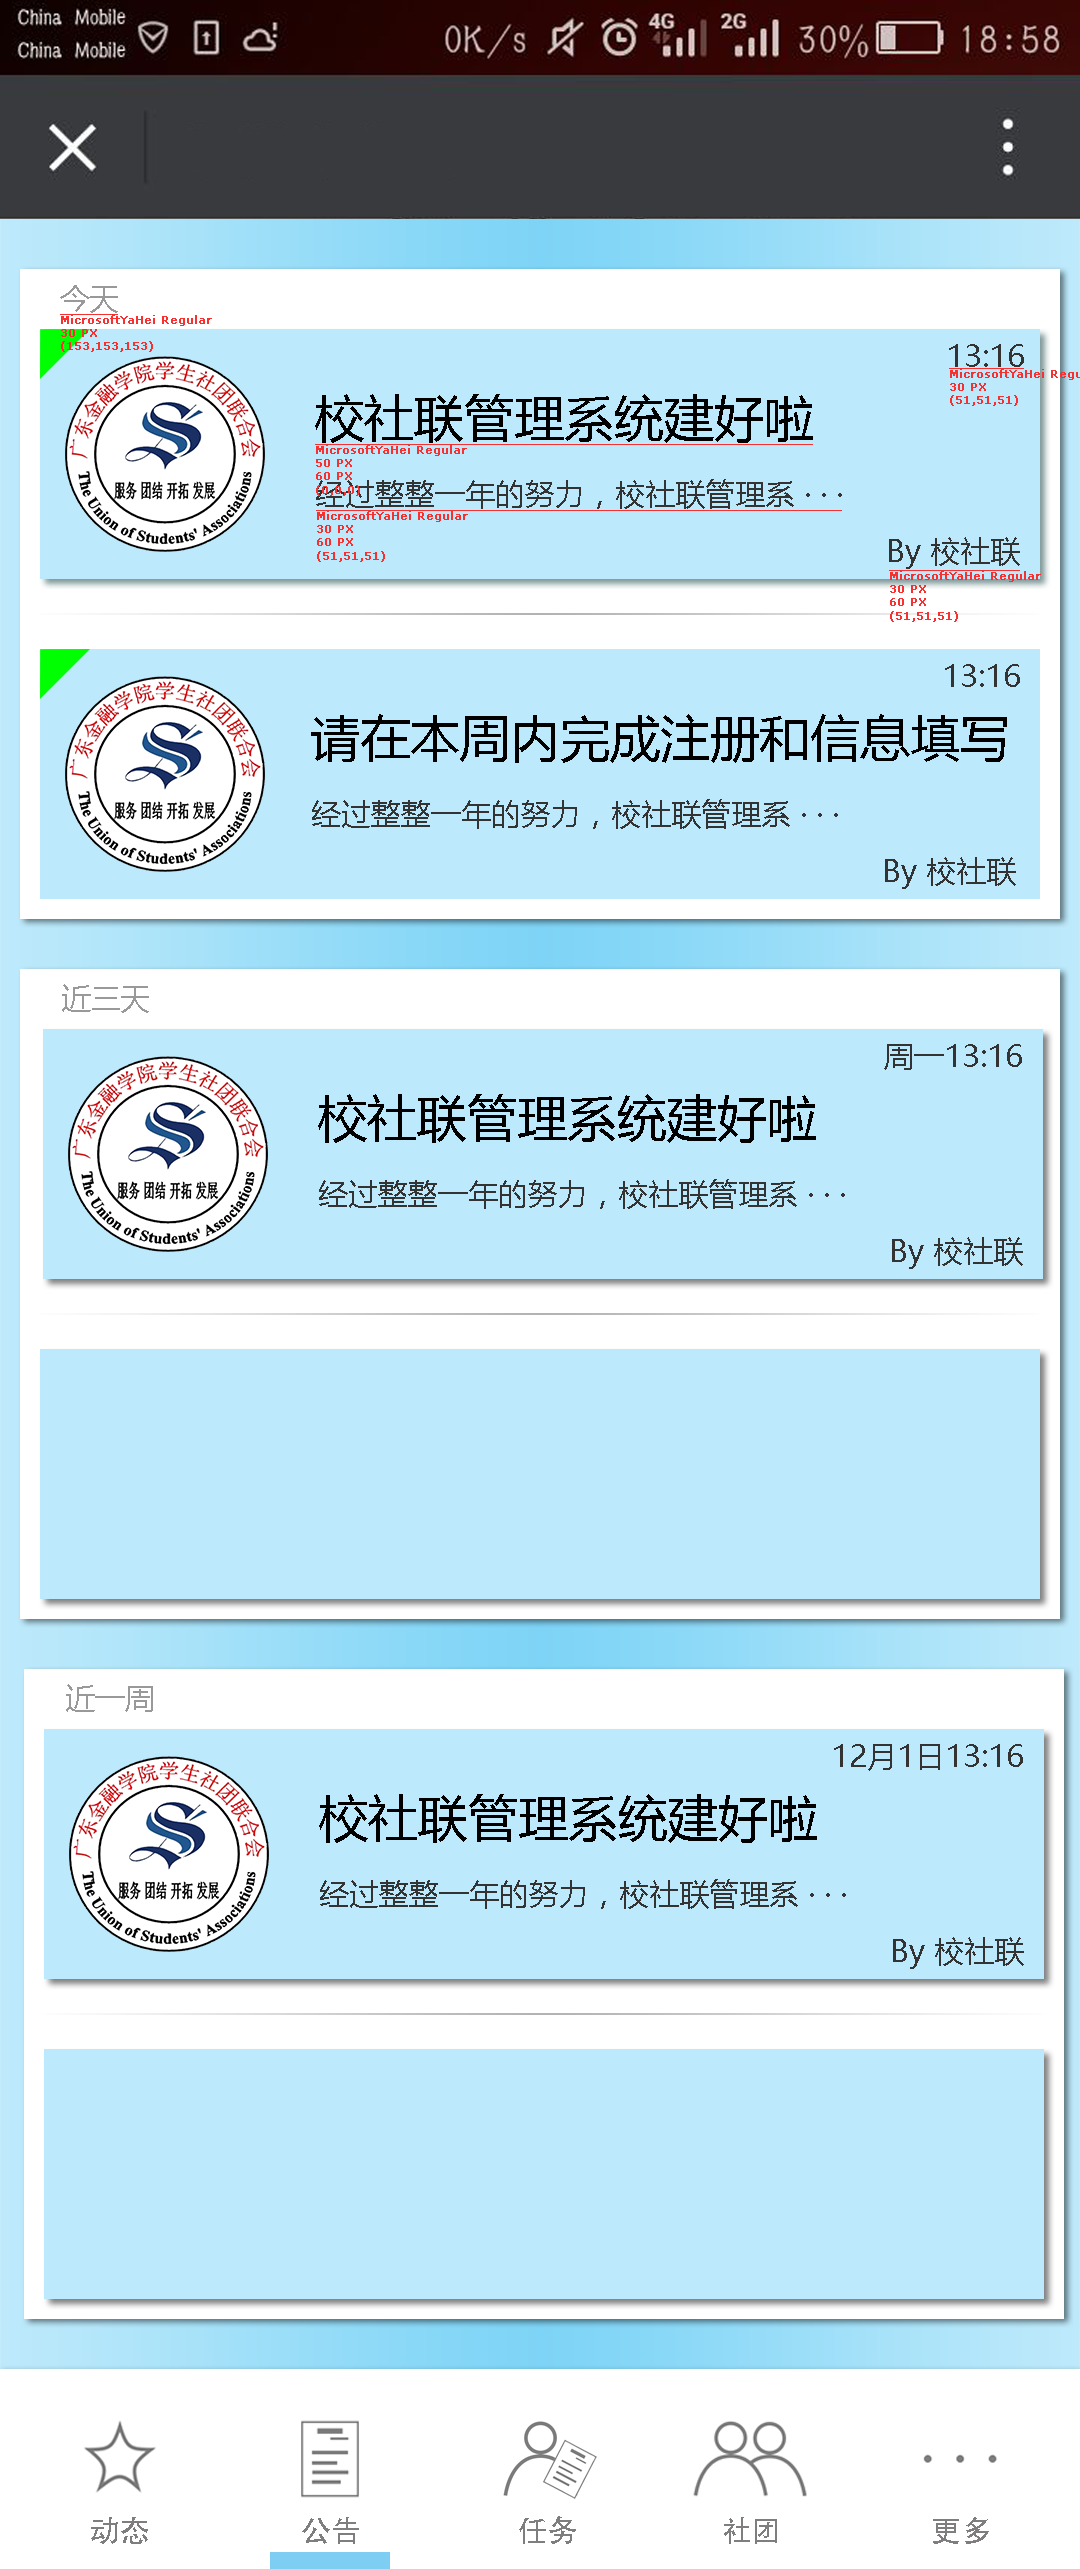 China Mobile
China Mobile
0K/s
4G
2G
30%
18:58
今天
MicrosoftYaHei Regular
30 PX
(153,153,153)
13:16
MicrosoftYaHei Regu
30 PX
(51,51,51)
广东金融学院学生社团联合会
服务 团结 开拓 发展
The Union of Students' Associations
校社联管理系统建好啦
MicrosoftYaHei Regular
50 PX
60 PX
(0,0,0)
经过整整一年的努力，校社联管理系 · · ·
MicrosoftYaHei Regular
30 PX
60 PX
(51,51,51)
By 校社联
MicrosoftYaHei Regular
30 PX
60 PX
(51,51,51)
13:16
广东金融学院学生社团联合会
服务 团结 开拓 发展
The Union of Students' Associations
请在本周内完成注册和信息填写
经过整整一年的努力，校社联管理系 · · ·
By 校社联
近三天
周一13:16
广东金融学院学生社团联合会
服务 团结 开拓 发展
The Union of Students' Associations
校社联管理系统建好啦
经过整整一年的努力，校社联管理系 · · ·
By 校社联
近一周
12月1日13:16
广东金融学院学生社团联合会
服务 团结 开拓 发展
The Union of Students' Associations
校社联管理系统建好啦
经过整整一年的努力，校社联管理系 · · ·
By 校社联
动态
公告
任务
社团
更多